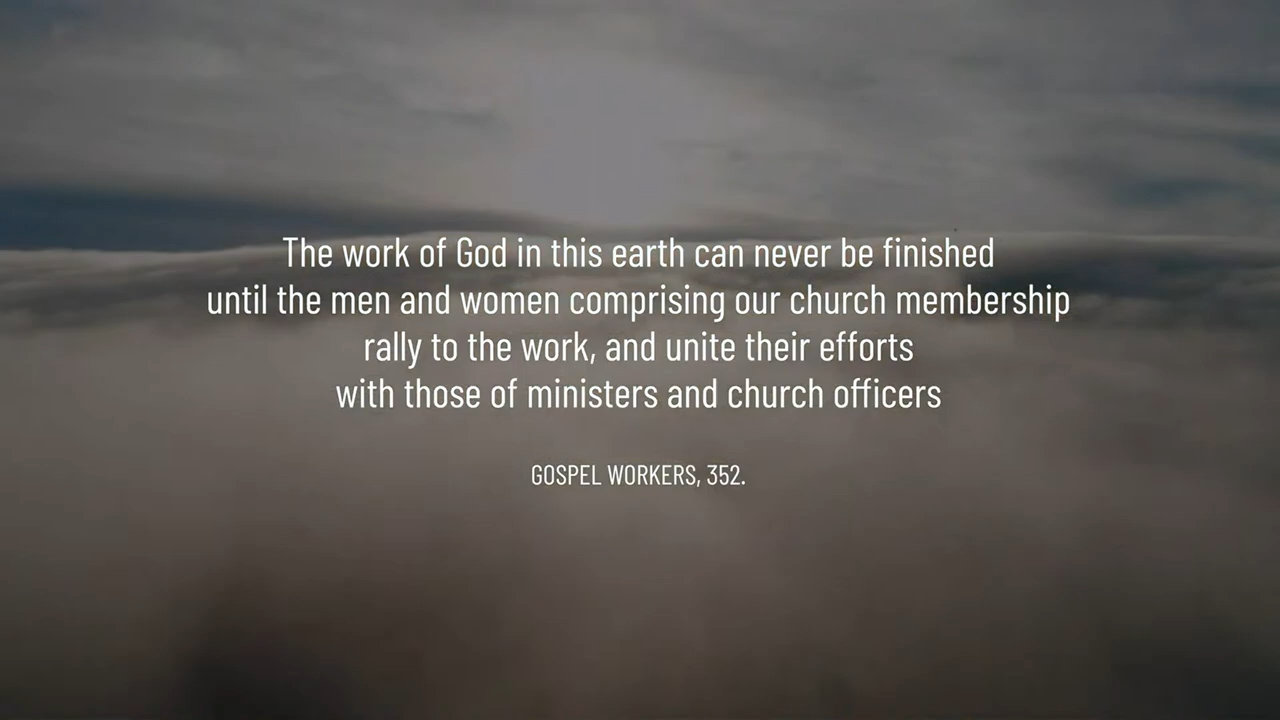 The work of God in this earth can never be finished
until the men and women comprising our church membership
rally to the work, and unite their efforts
with those of ministers and church officers
GOSPEL WORKERS, 352.